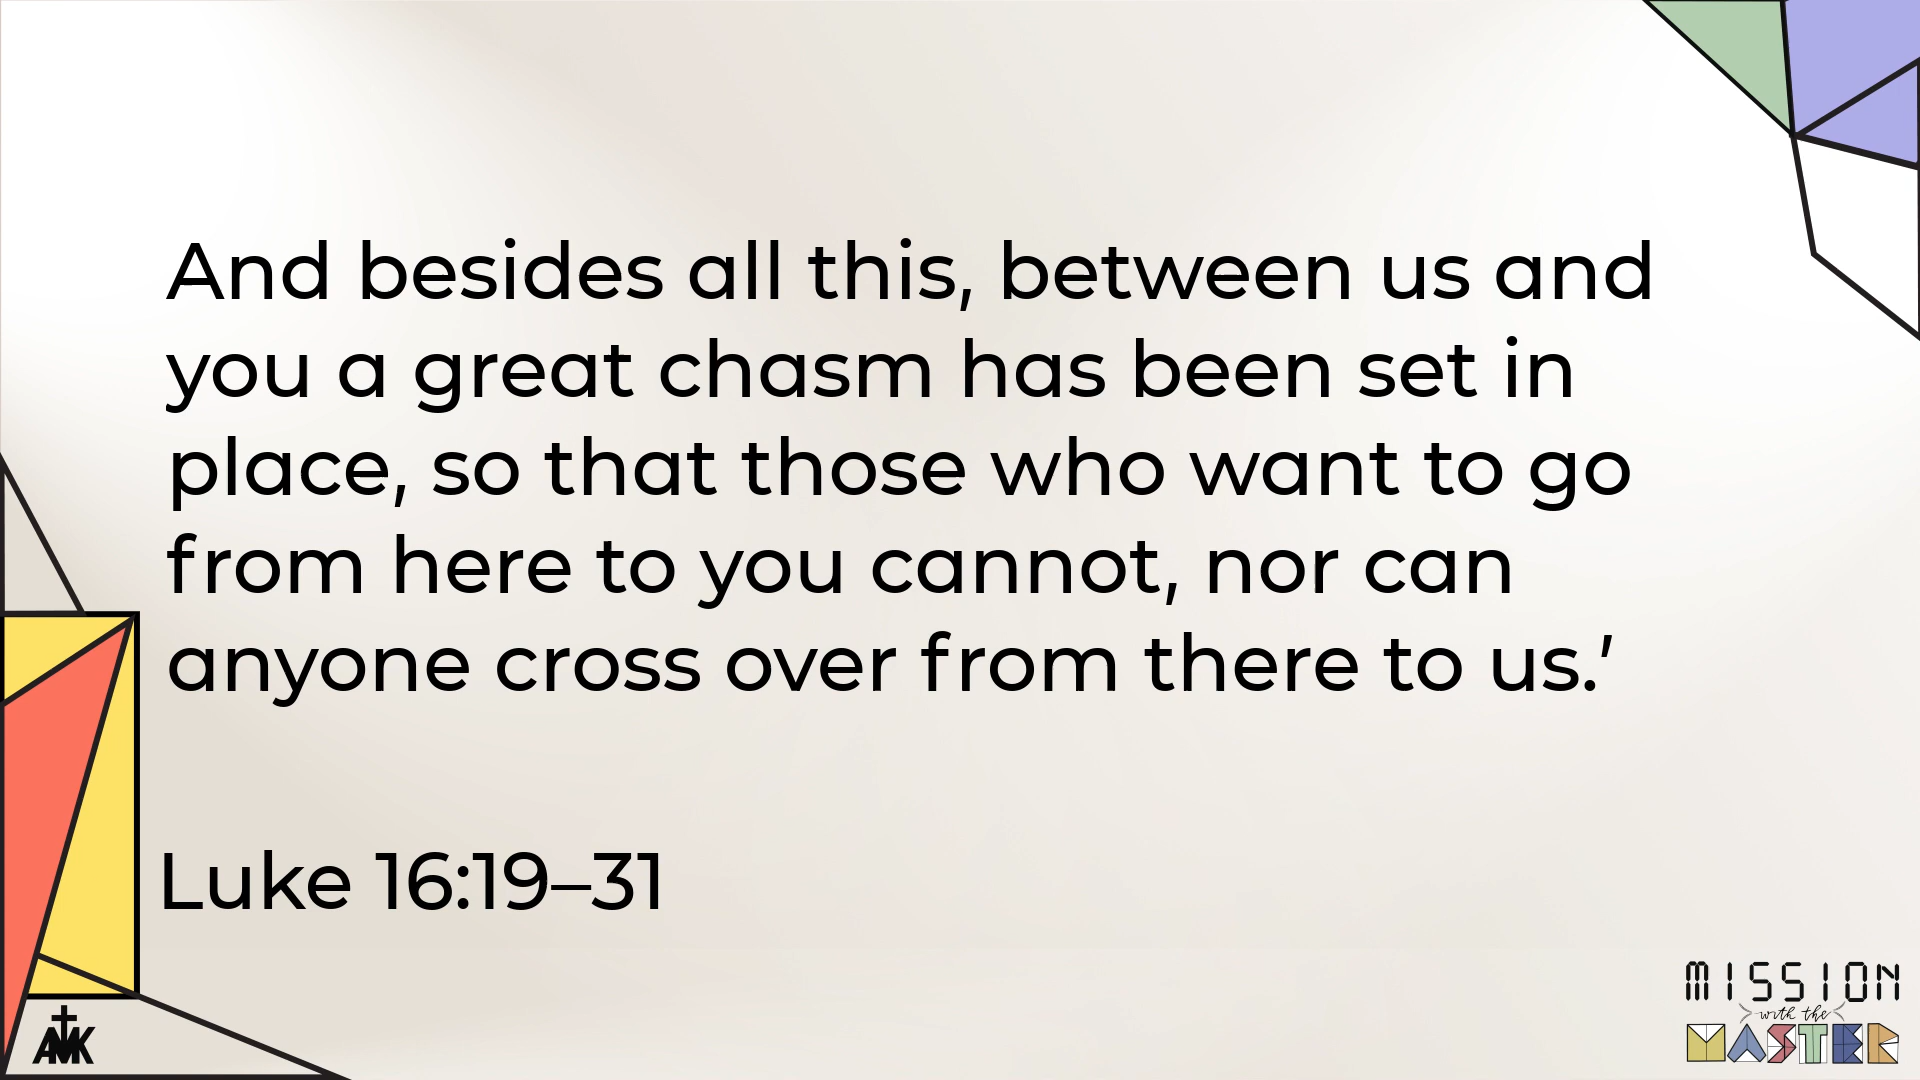 And besides all this, between us and
you a great chasm has been set in
place, so that those who want to go
from here to you cannot, nor can
anyone cross over from there to us.’
Luke 16:19–31
AMK
MISSION
with the
MASTER